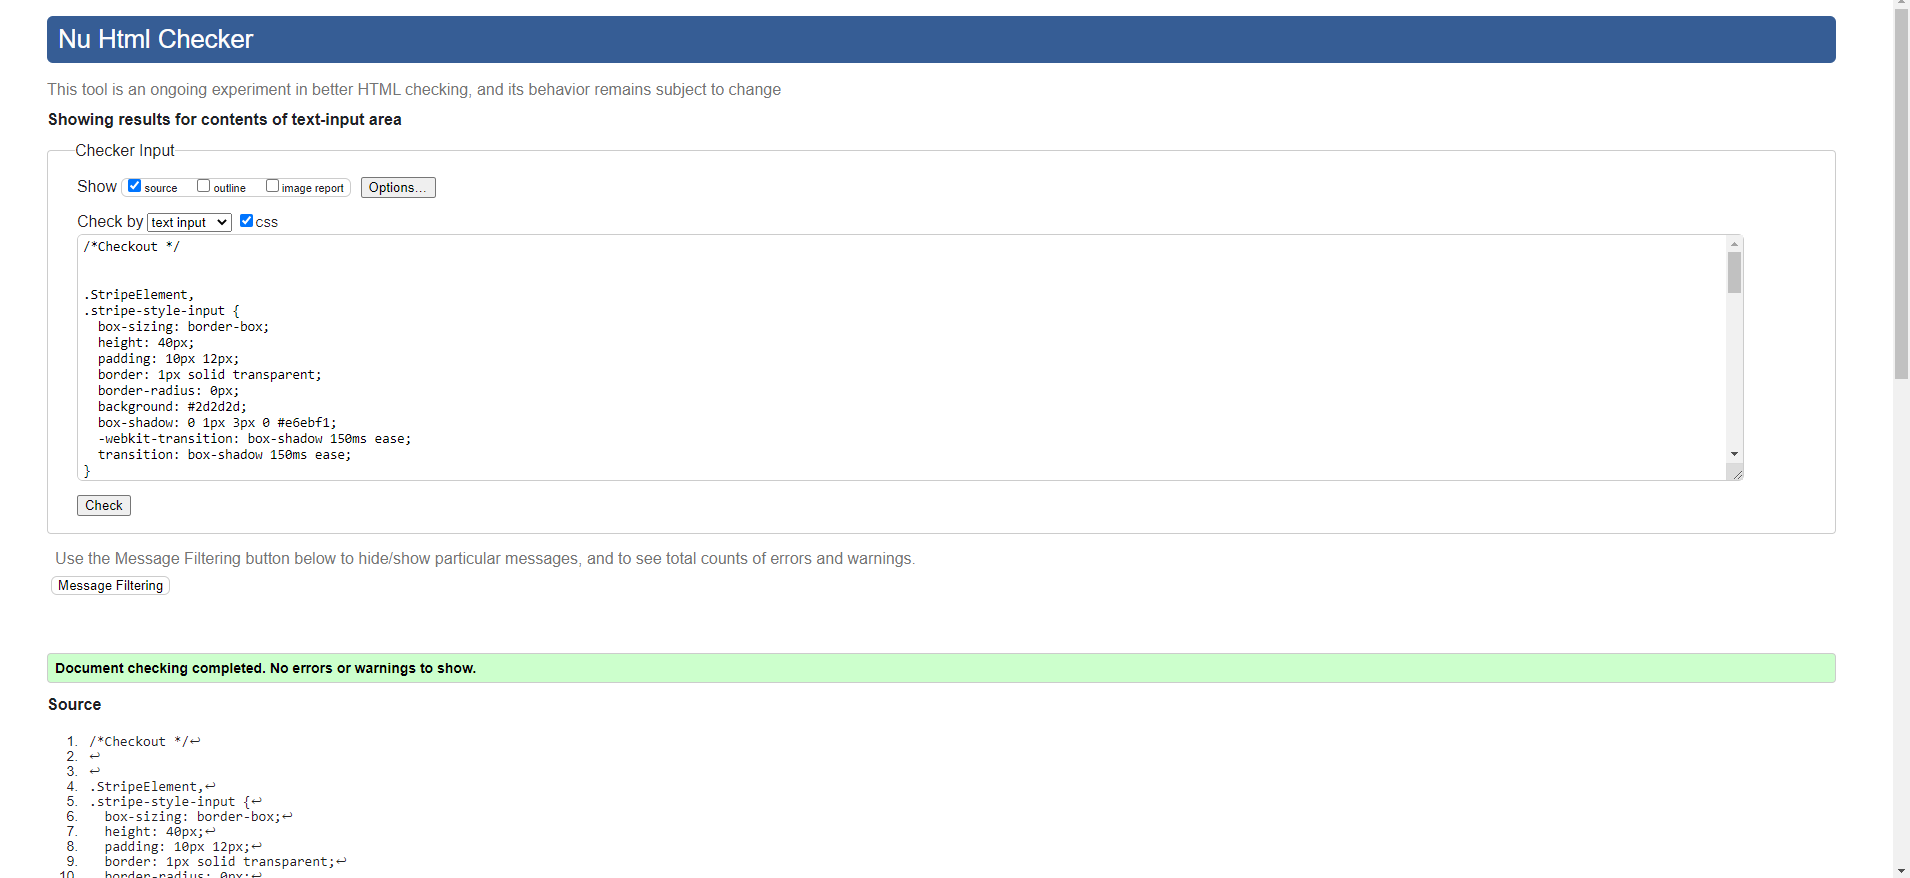 Nu Html Checker
This tool is an ongoing experiment in better HTML checking, and its behavior remains subject to change
Showing results for contents of text-input area
Checker Input
Show source outline image report Options...
Check by text input css
/*Checkout */
.StripeElement,
.stripe-style-input {
  box-sizing: border-box;
  height: 40px;
  padding: 10px 12px;
  border: 1px solid transparent;
  border-radius: 0px;
  background: #2d2d2d;
  box-shadow: 0 1px 3px 0 #e6ebf1;
  -webkit-transition: box-shadow 150ms ease;
  transition: box-shadow 150ms ease;
}
Check
Use the Message Filtering button below to hide/show particular messages, and to see total counts of errors and warnings.
Message Filtering
Document checking completed. No errors or warnings to show.
Source
1. /*Checkout */↩
2. ↩
3. ↩
4. .StripeElement,↩
5. .stripe-style-input {↩
6.   box-sizing: border-box;↩
7.   height: 40px;↩
8.   padding: 10px 12px;↩
9.   border: 1px solid transparent;↩
10.   border-radius: 0px;↩